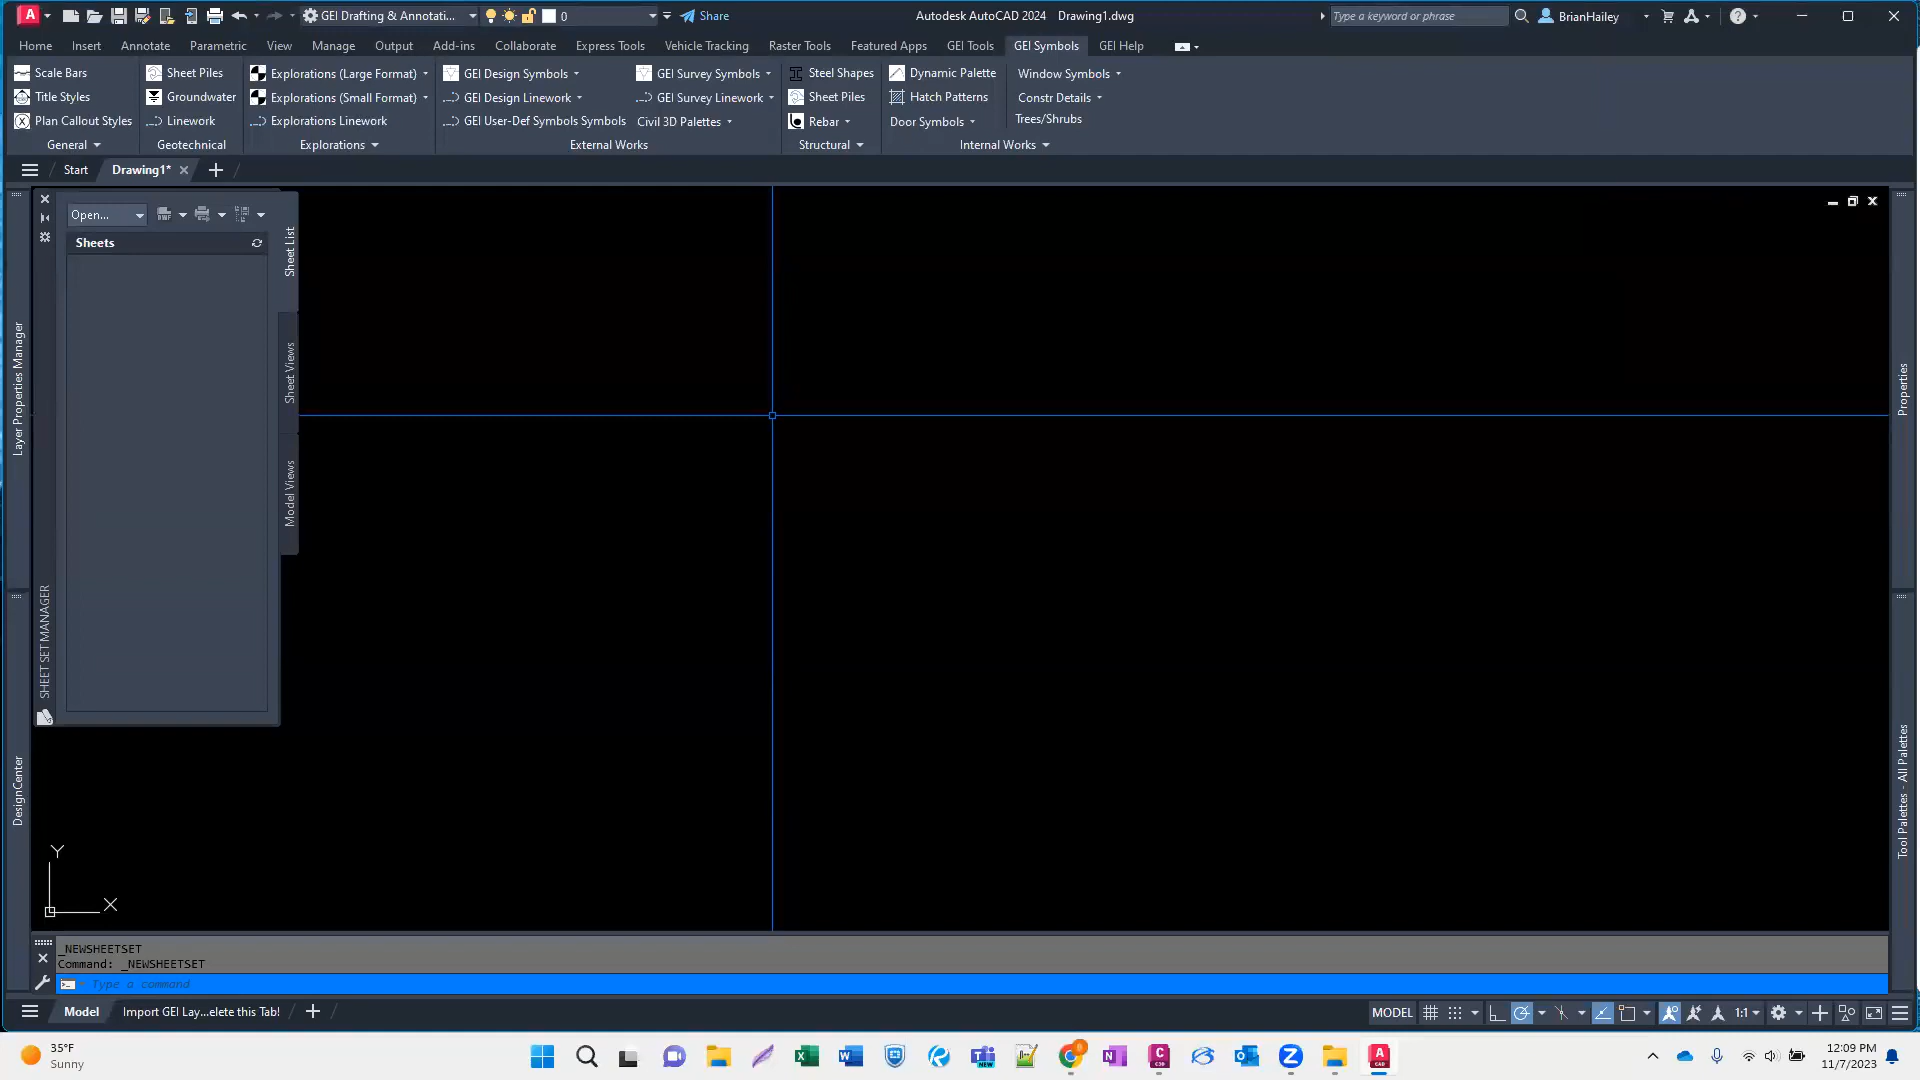 GEI Drafting & Annotati... 0 Share Autodesk AutoCAD 2024 Drawing1.dwg Type a keyword or phrase BrianHailey
Home Insert Annotate Parametric View Manage Output Add-ins Collaborate Express Tools Vehicle Tracking Raster Tools Featured Apps GEI Tools GEI Symbols GEI Help
Scale Bars Sheet Piles Explorations (Large Format) GEI Design Symbols GEI Survey Symbols Steel Shapes Dynamic Palette Window Symbols
Title Styles Groundwater Explorations (Small Format) GEI Design Linework GEI Survey Linework Sheet Piles Hatch Patterns Constr Details
Plan Callout Styles Linework Explorations Linework GEI User-Def Symbols Symbols Civil 3D Palettes Rebar Door Symbols Trees/Shrubs
General Geotechnical Explorations External Works Structural Internal Works
Start Drawing1*
Open...
Sheets
Sheet List
Sheet Views
Model Views
SHEET SET MANAGER
Layer Properties Manager
DesignCenter
Properties
Tool Palettes - All Palettes
Y
X
_NEWSHEETSET
Command: _NEWSHEETSET
Type a command
Model Import GEI Lay...elete this Tab! MODEL 1:1
35°F
Sunny
12:09 PM
11/7/2023